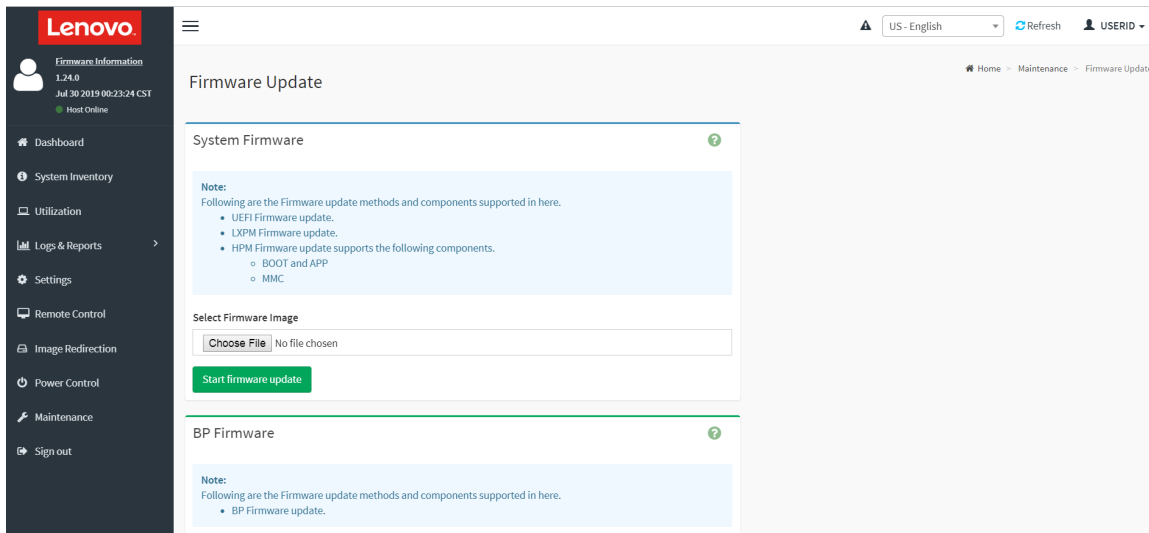 Lenovo.
US - English
Refresh
USERID
Firmware Information
1.24.0
Jul 30 2019 00:23:24 CST
Host Online
Dashboard
System Inventory
Utilization
Logs & Reports
Settings
Remote Control
Image Redirection
Power Control
Maintenance
Sign out
Firmware Update
Home > Maintenance > Firmware Update
System Firmware
Note:
Following are the Firmware update methods and components supported in here.
• UEFI Firmware update.
• LXPM Firmware update.
• HPM Firmware update supports the following components.
○ BOOT and APP
○ MMC
Select Firmware Image
Choose File No file chosen
Start firmware update
BP Firmware
Note:
Following are the Firmware update methods and components supported in here.
• BP Firmware update.